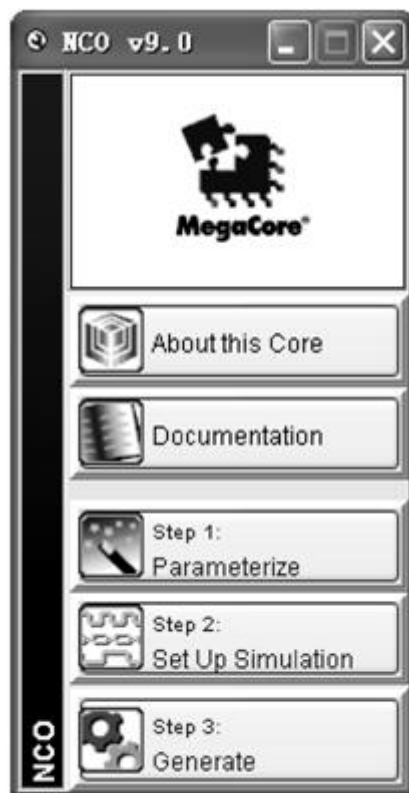 NCO v9.0
MegaCore®
About this Core
Documentation
Step 1:
Parameterize
Step 2:
Set Up Simulation
Step 3:
Generate
NCO